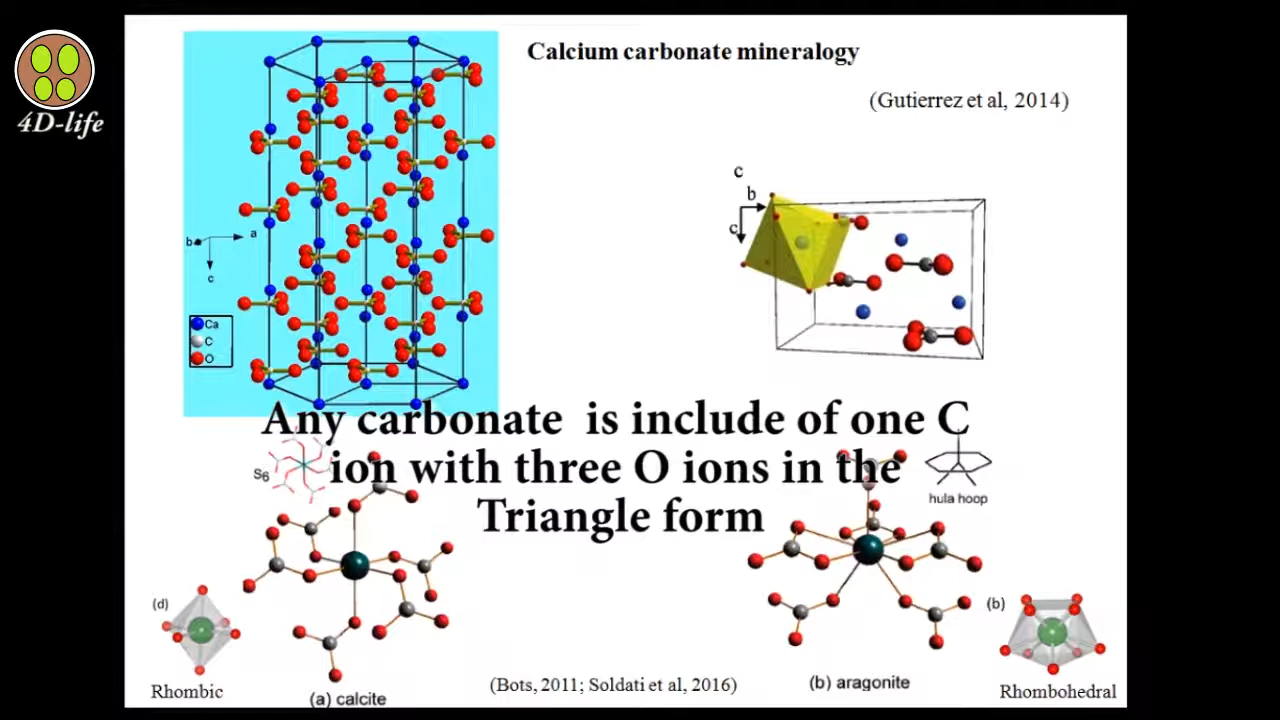 4D-life
Calcium carbonate mineralogy
(Gutierrez et al, 2014)
c
b
c
b
a
c
Ca
C
O
Any carbonate is include of one C
ion with three O ions in the
Triangle form
S6
hula hoop
(d)
(b)
Rhombic
(a) calcite
(Bots, 2011; Soldati et al, 2016)
(b) aragonite
Rhombohedral